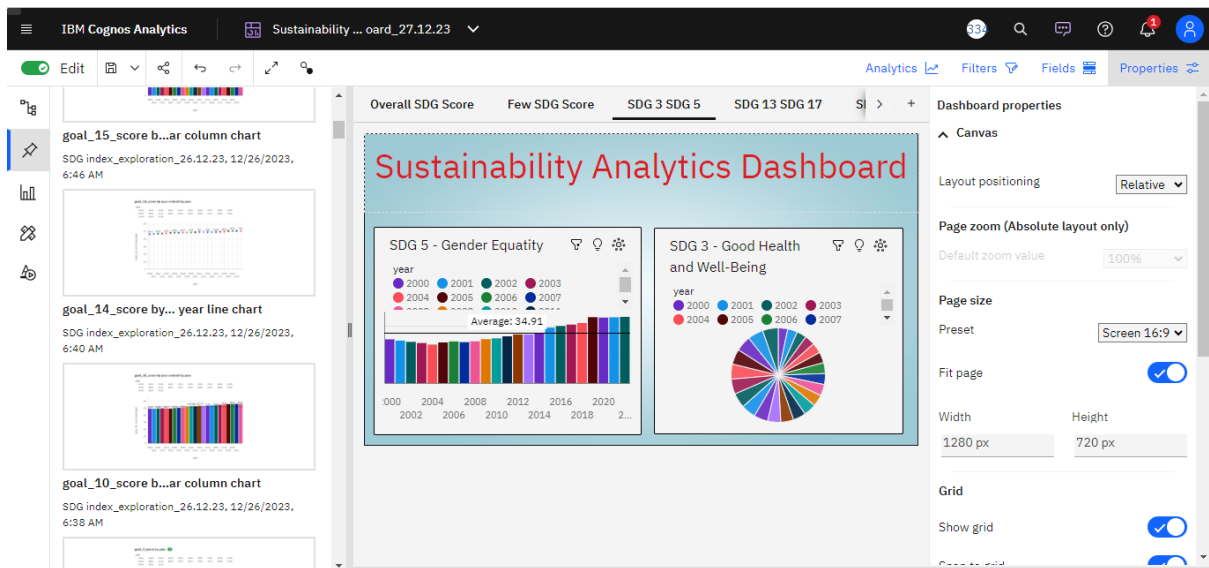 IBM Cognos Analytics
Sustainability ... oard_27.12.23
334
1
Edit
Analytics
Filters
Fields
Properties
goal_15_score b...ar column chart
SDG index_exploration_26.12.23, 12/26/2023,
6:46 AM
goal_14_score by... year line chart
SDG index_exploration_26.12.23, 12/26/2023,
6:40 AM
goal_10_score b...ar column chart
SDG index_exploration_26.12.23, 12/26/2023,
6:38 AM
Overall SDG Score
Few SDG Score
SDG 3 SDG 5
SDG 13 SDG 17
Sustainability Analytics Dashboard
SDG 5 - Gender Equatity
year
2000 2001 2002 2003
2004 2005 2006 2007
Average: 34.91
:000 2004 2008 2012 2016 2020
2002 2006 2010 2014 2018 2...
SDG 3 - Good Health
and Well-Being
year
2000 2001 2002 2003
2004 2005 2006 2007
Dashboard properties
Canvas
Layout positioning
Relative
Page zoom (Absolute layout only)
Default zoom value
100%
Page size
Preset
Screen 16:9
Fit page
Width
Height
1280 px
720 px
Grid
Show grid
Snap to grid